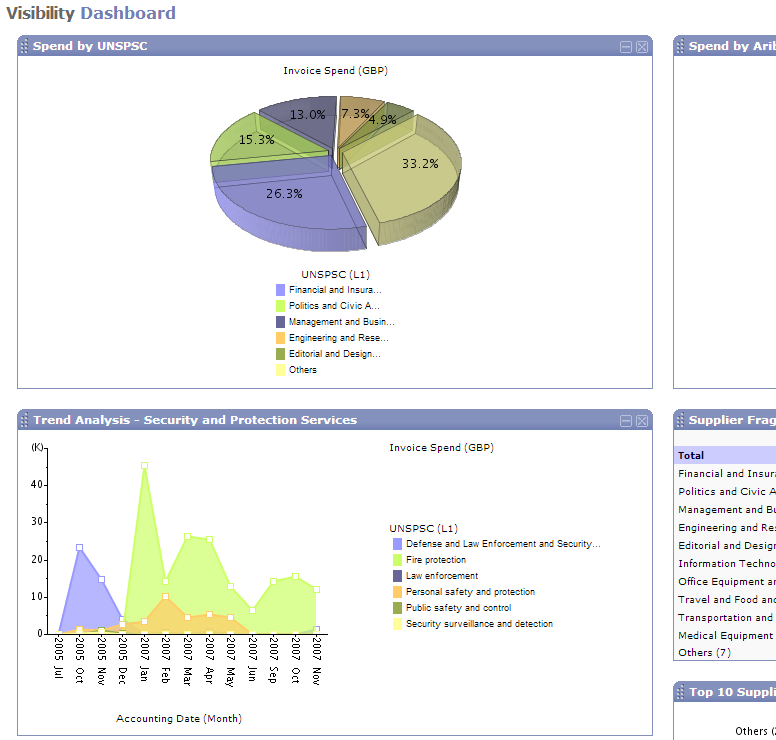 Visibility Dashboard
Spend by UNSPSC
Invoice Spend (GBP)
13.0%
7.3%
4.9%
15.3%
33.2%
26.3%
UNSPSC (L1)
Financial and Insura...
Politics and Civic A...
Management and Busin...
Engineering and Rese...
Editorial and Design...
Others
Spend by Arib
Trend Analysis - Security and Protection Services
(K)
40
30
20
10
0
2005 Jul
2005 Oct
2005 Nov
2005 Dec
2007 Jan
2007 Feb
2007 Mar
2007 Apr
2007 May
2007 Jun
2007 Sep
2007 Oct
2007 Nov
Accounting Date (Month)
Invoice Spend (GBP)
UNSPSC (L1)
Defense and Law Enforcement and Security...
Fire protection
Law enforcement
Personal safety and protection
Public safety and control
Security surveillance and detection
Supplier Frag
Total
Financial and Insura
Politics and Civic A
Management and Bu
Engineering and Res
Editorial and Design
Information Techno
Office Equipment an
Travel and Food and
Transportation and
Medical Equipment
Others (7)
Top 10 Suppli
Others (